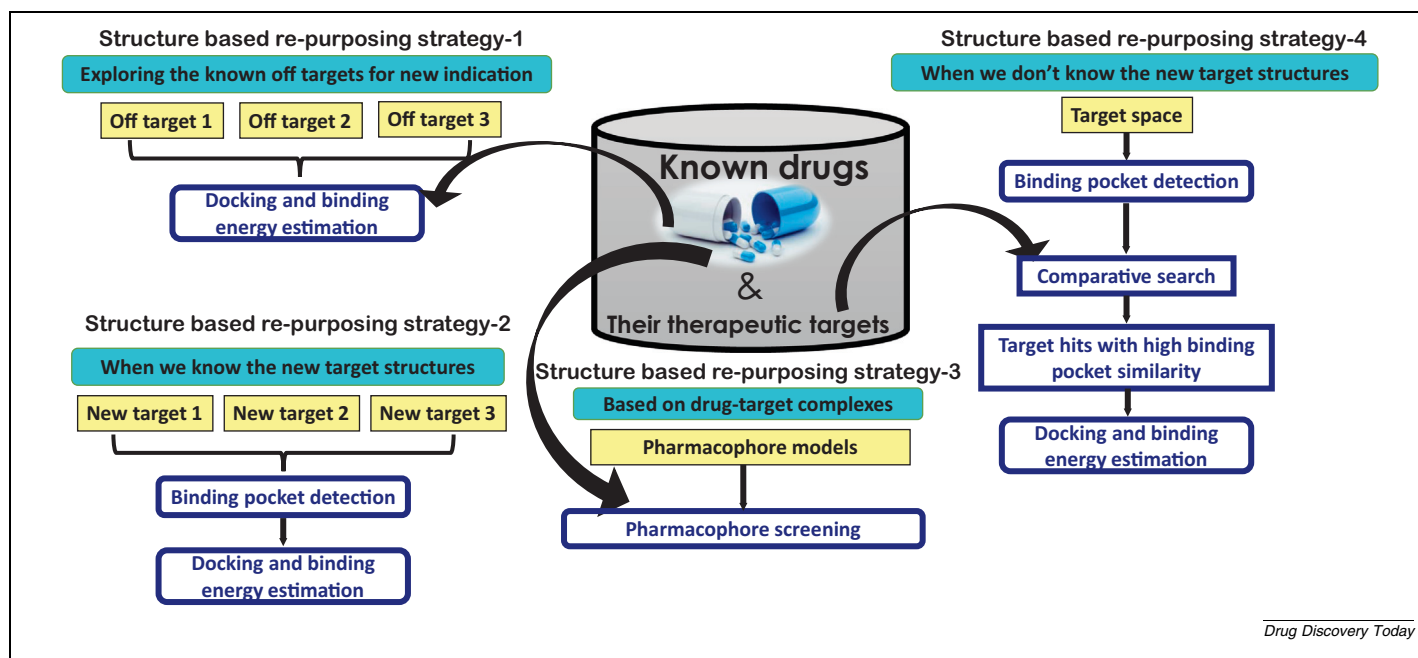 Structure based re-purposing strategy-1
Exploring the known off targets for new indication
Off target 1
Off target 2
Off target 3
Docking and binding
energy estimation
Structure based re-purposing strategy-2
When we know the new target structures
New target 1
New target 2
New target 3
Binding pocket detection
Docking and binding
energy estimation
Known drugs
&
Their therapeutic targets
Structure based re-purposing strategy-3
Based on drug-target complexes
Pharmacophore models
Pharmacophore screening
Structure based re-purposing strategy-4
When we don’t know the new target structures
Target space
Binding pocket detection
Comparative search
Target hits with high binding
pocket similarity
Docking and binding
energy estimation
Drug Discovery Today